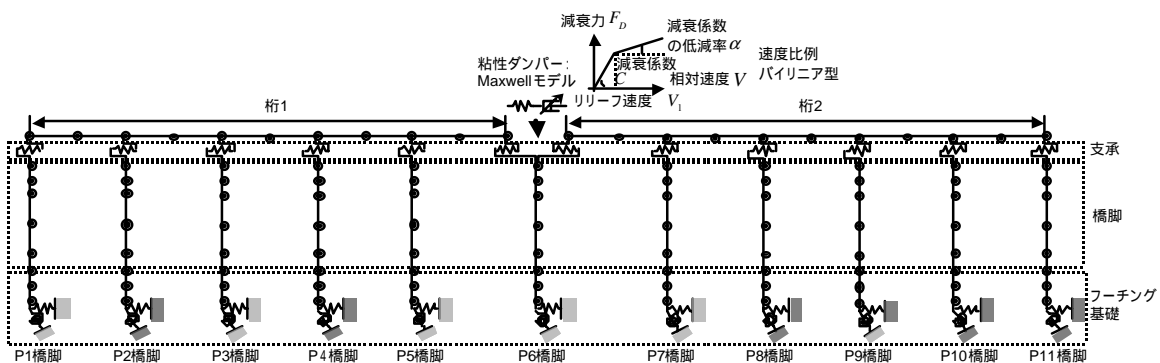 減衰力 F_D
減衰係数
の低減率 α
速度比例
バイリニア型
粘性ダンパー:
Maxwellモデル
減衰係数
C
相対速度 V
リリーフ速度
V_1
桁1
桁2
支承
橋脚
フーチング
基礎
P1橋脚 P2橋脚 P3橋脚 P4橋脚 P5橋脚 P6橋脚 P7橋脚 P8橋脚 P9橋脚 P10橋脚 P11橋脚